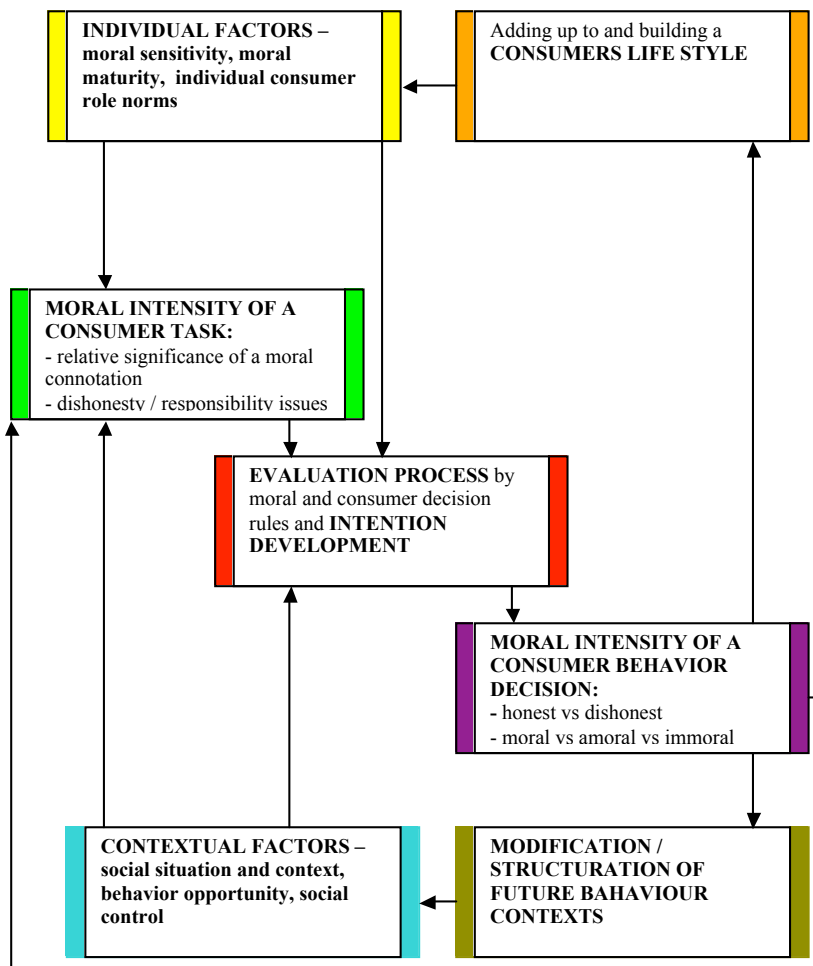 INDIVIDUAL FACTORS –
moral sensitivity, moral
maturity, individual consumer
role norms
Adding up to and building a
CONSUMERS LIFE STYLE
MORAL INTENSITY OF A
CONSUMER TASK:
- relative significance of a moral
connotation
- dishonesty / responsibility issues
EVALUATION PROCESS by
moral and consumer decision
rules and INTENTION
DEVELOPMENT
MORAL INTENSITY OF A
CONSUMER BEHAVIOR
DECISION:
- honest vs dishonest
- moral vs amoral vs immoral
CONTEXTUAL FACTORS –
social situation and context,
behavior opportunity, social
control
MODIFICATION /
STRUCTURATION OF
FUTURE BAHAVIOUR
CONTEXTS